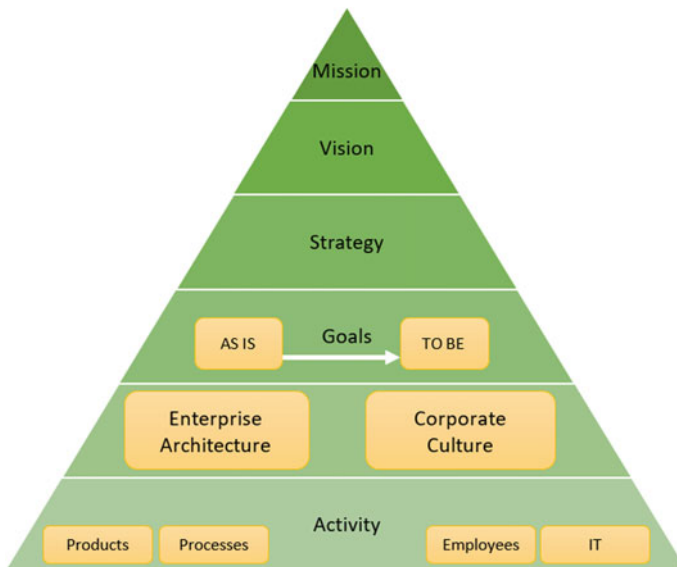 Mission
Vision
Strategy
AS IS
Goals
TO BE
Enterprise
Architecture
Corporate
Culture
Activity
Products
Processes
Employees
IT